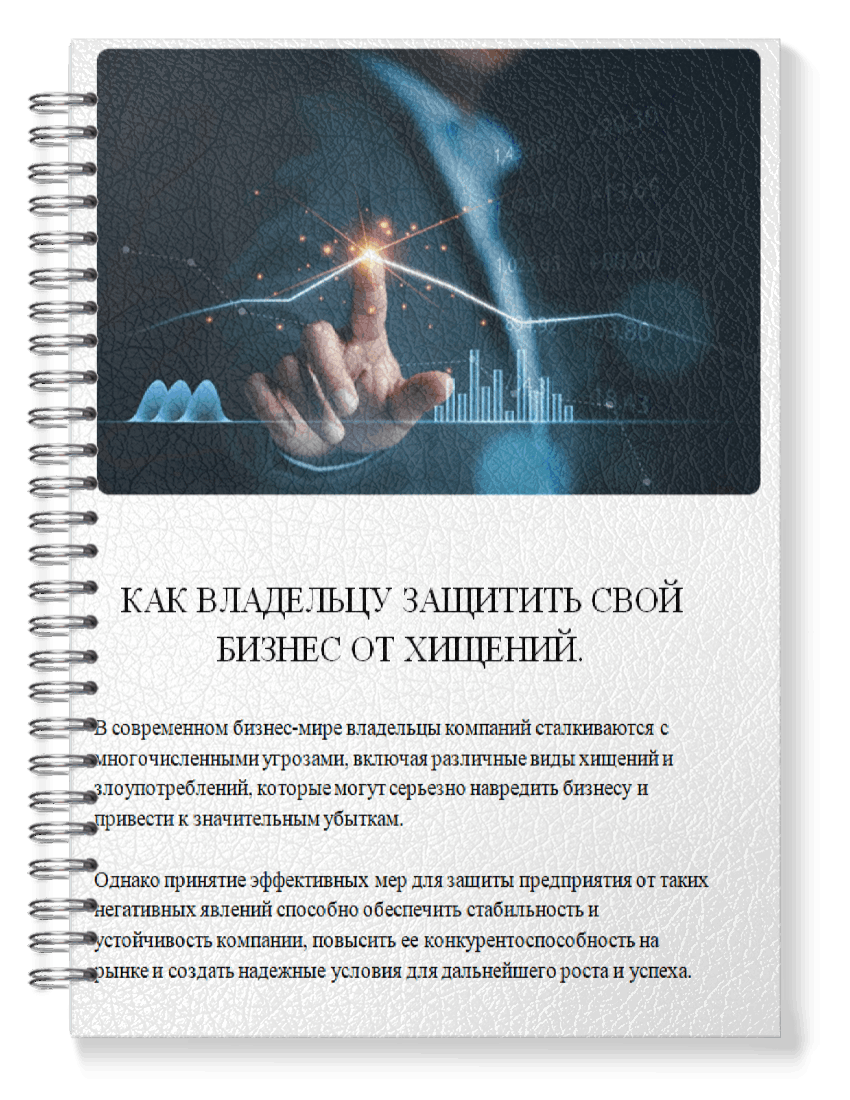 КАК ВЛАДЕЛЬЦУ ЗАЩИТИТЬ СВОЙ
БИЗНЕС ОТ ХИЩЕНИЙ.
В современном бизнес-мире владельцы компаний сталкиваются с
многочисленными угрозами, включая различные виды хищений и
злоупотреблений, которые могут серьезно навредить бизнесу и
привести к значительным убыткам.
Однако принятие эффективных мер для защиты предприятия от таких
негативных явлений способно обеспечить стабильность и
устойчивость компании, повысить ее конкурентоспособность на
рынке и создать надежные условия для дальнейшего роста и успеха.